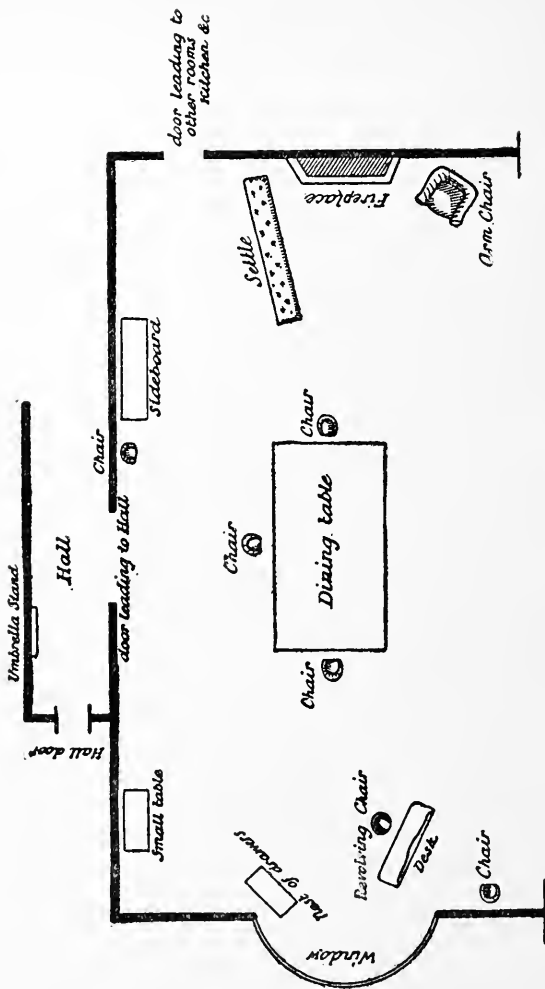 door leading to
other rooms
Kitchen &c
Umbrella Stand
Hall
Hall door
door leading to Hall
Chair
Sideboard
Settle
Fireplace
Arm Chair
Small table
Chair
Chair
Dining table
Chair
Nest of drawers
Revolving Chair
Desk
Chair
Window